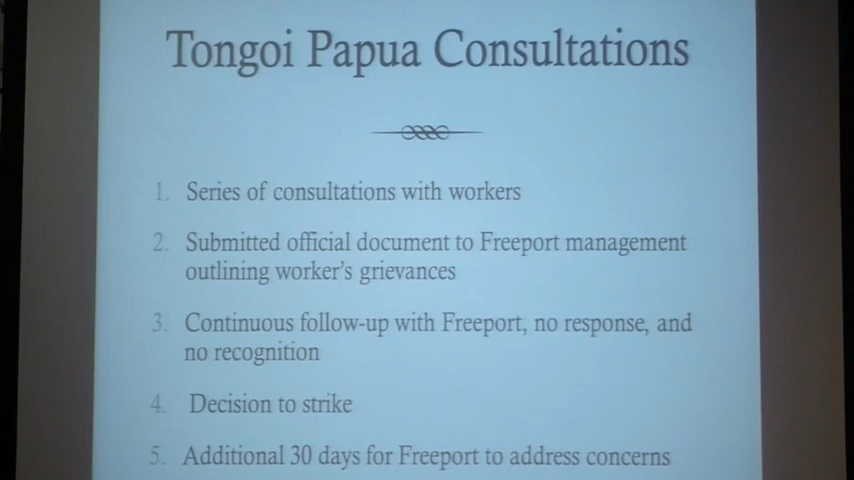 Tongoi Papua Consultations
1. Series of consultations with workers
2. Submitted official document to Freeport management
outlining worker's grievances
3. Continuous follow-up with Freeport, no response, and
no recognition
4. Decision to strike
5. Additional 30 days for Freeport to address concerns